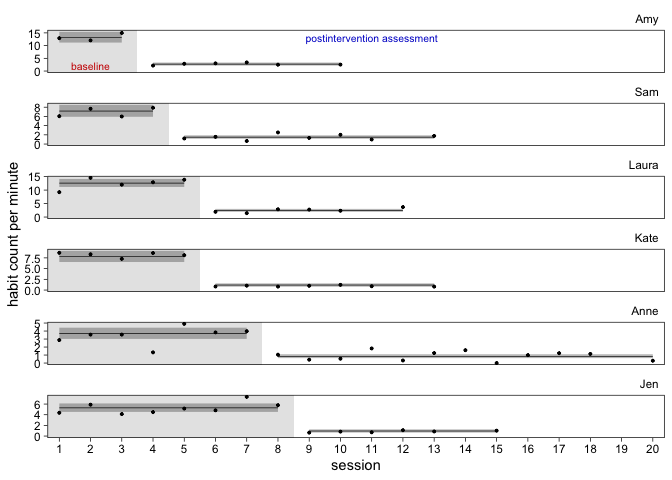 Amy
15
10
5
0
postintervention assessment
baseline
Sam
8
6
4
2
0
Laura
15
10
5
0
Kate
7.5
5.0
2.5
0.0
Anne
5
4
3
2
1
0
Jen
6
4
2
0
1 2 3 4 5 6 7 8 9 10 11 12 13 14 15 16 17 18 19 20
session
habit count per minute